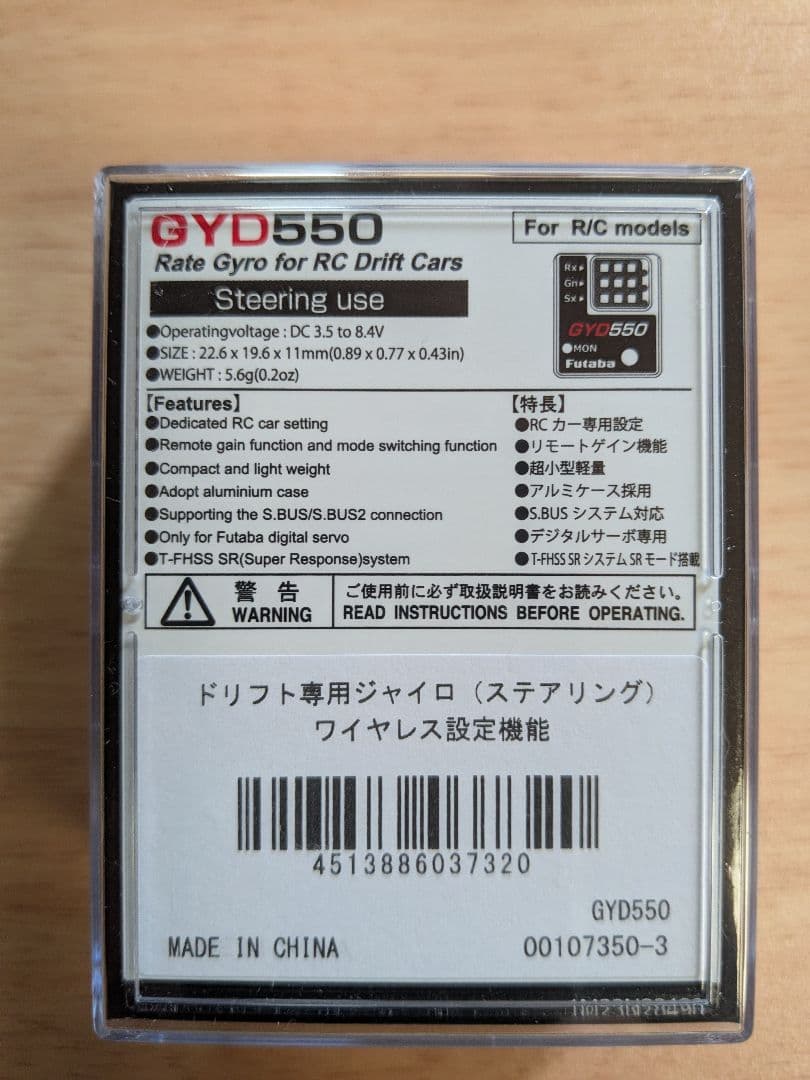 GYD550
For R/C models
Rate Gyro for RC Drift Cars
Steering use
●Operatingvoltage : DC 3.5 to 8.4V
●SIZE : 22.6 x 19.6 x 11mm(0.89 x 0.77 x 0.43in)
●WEIGHT : 5.6g(0.2oz)
Rx▸
Gn▸
Sx▸
GYD550
MON
Futaba
【Features】
●Dedicated RC car setting
●Remote gain function and mode switching function
●Compact and light weight
●Adopt aluminium case
●Supporting the S.BUS/S.BUS2 connection
●Only for Futaba digital servo
●T-FHSS SR(Super Response)system
【特長】
●RC カー専用設定
●リモートゲイン機能
●超小型軽量
●アルミケース採用
●S.BUS システム対応
●デジタルサーボ専用
●T-FHSS SR システム SR モード搭載
警 告
WARNING
ご使用前に必ず取扱説明書をお読みください。
READ INSTRUCTIONS BEFORE OPERATING.
ドリフト専用ジャイロ（ステアリング）
ワイヤレス設定機能
4513886037320
GYD550
MADE IN CHINA
00107350-3